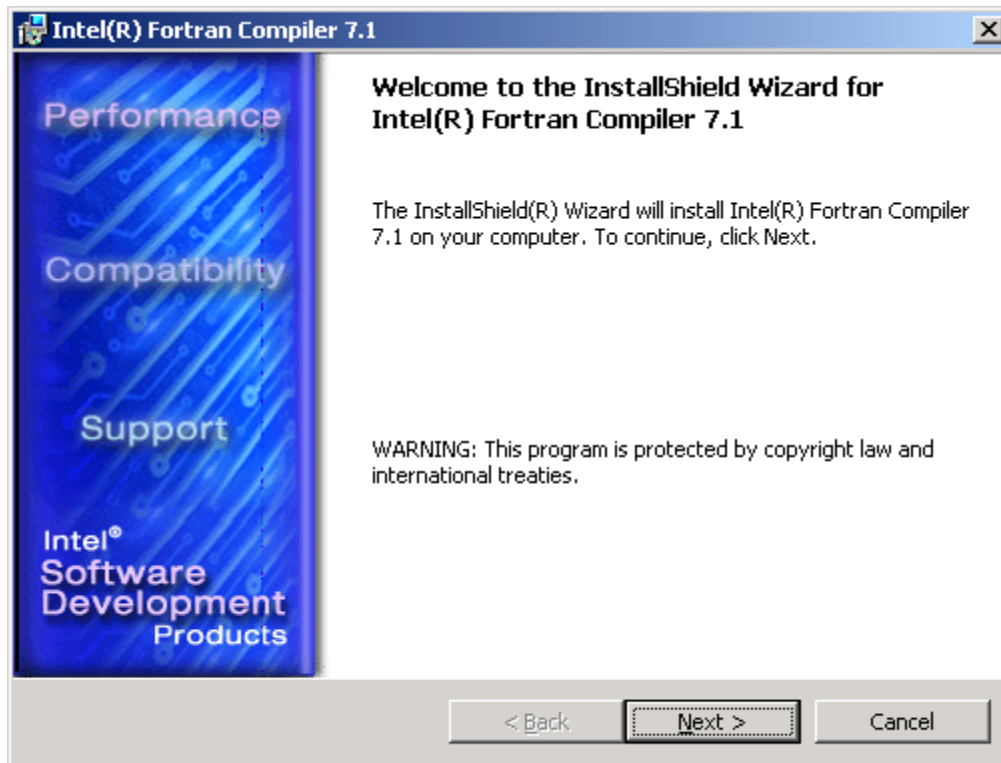 Intel(R) Fortran Compiler 7.1
Performance
Compatibility
Support
Intel®
Software
Development
Products
Welcome to the InstallShield Wizard for
Intel(R) Fortran Compiler 7.1
The InstallShield(R) Wizard will install Intel(R) Fortran Compiler
7.1 on your computer. To continue, click Next.
WARNING: This program is protected by copyright law and
international treaties.
< Back
Next >
Cancel